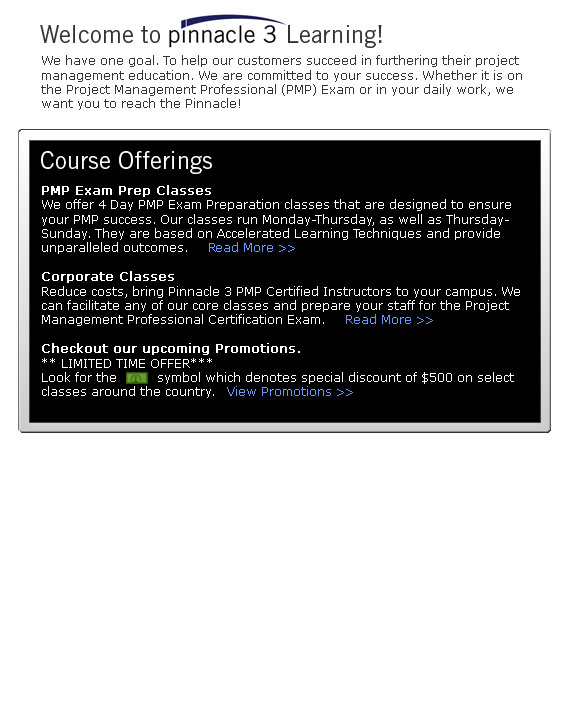 Welcome to pinnacle 3 Learning!
We have one goal. To help our customers succeed in furthering their project
management education. We are committed to your success. Whether it is on
the Project Management Professional (PMP) Exam or in your daily work, we
want you to reach the Pinnacle!
Course Offerings
PMP Exam Prep Classes
We offer 4 Day PMP Exam Preparation classes that are designed to ensure
your PMP success. Our classes run Monday-Thursday, as well as Thursday-
Sunday. They are based on Accelerated Learning Techniques and provide
unparalleled outcomes. Read More >>
Corporate Classes
Reduce costs, bring Pinnacle 3 PMP Certified Instructors to your campus. We
can facilitate any of our core classes and prepare your staff for the Project
Management Professional Certification Exam. Read More >>
Checkout our upcoming Promotions.
** LIMITED TIME OFFER***
Look for the symbol which denotes special discount of $500 on select
classes around the country. View Promotions >>